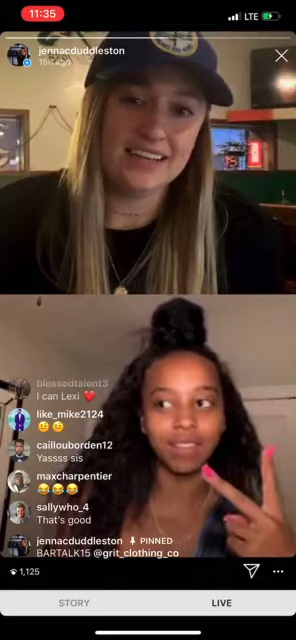 11:35
LTE
jennacduddleston
15h ago
blessedtalent3
I can Lexi ❤️
like_mike2124
😐😐
caillouborden12
Yassss sis
maxcharpentier
😂😂😂
sallywho_4
That's good
jennacduddleston 📌 PINNED
BARTALK15 @grit_clothing_co
1,125
STORY
LIVE